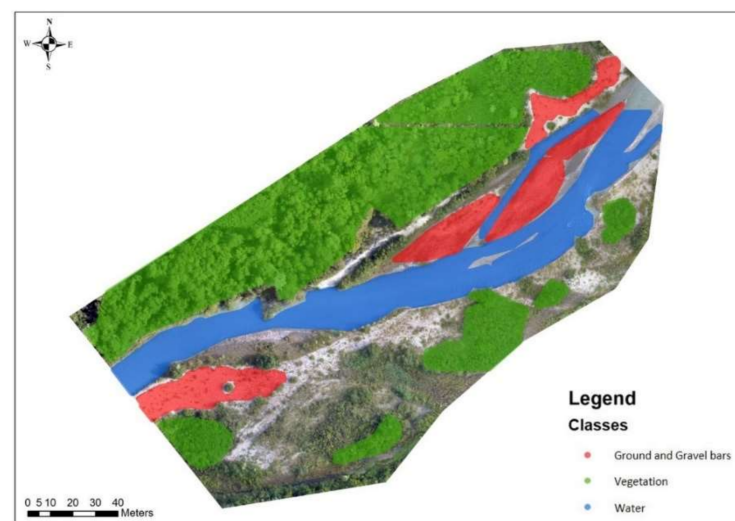 N
W E
S
Legend
Classes
Ground and Gravel bars
Vegetation
Water
0 5 10 20 30 40
Meters